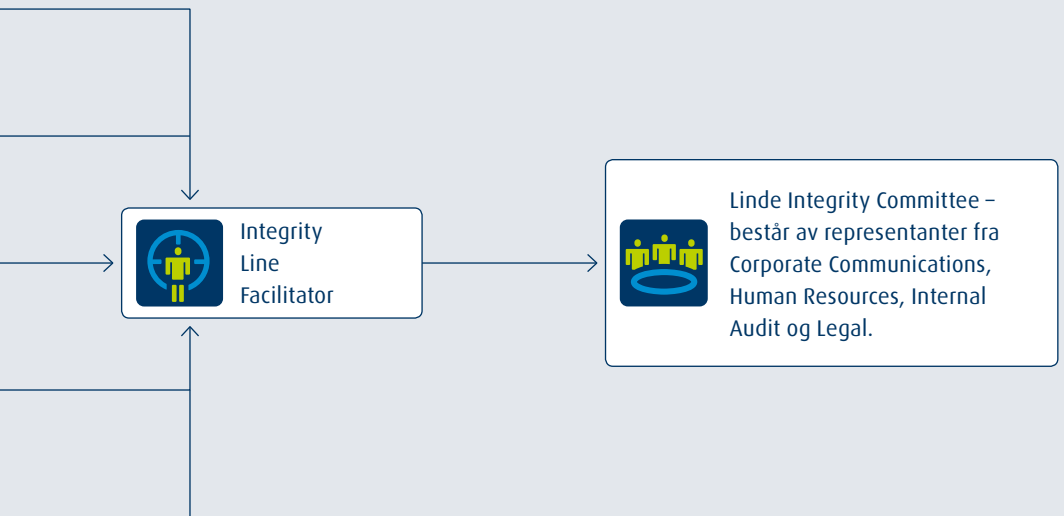 Integrity
Line
Facilitator
Linde Integrity Committee –
består av representanter fra
Corporate Communications,
Human Resources, Internal
Audit og Legal.